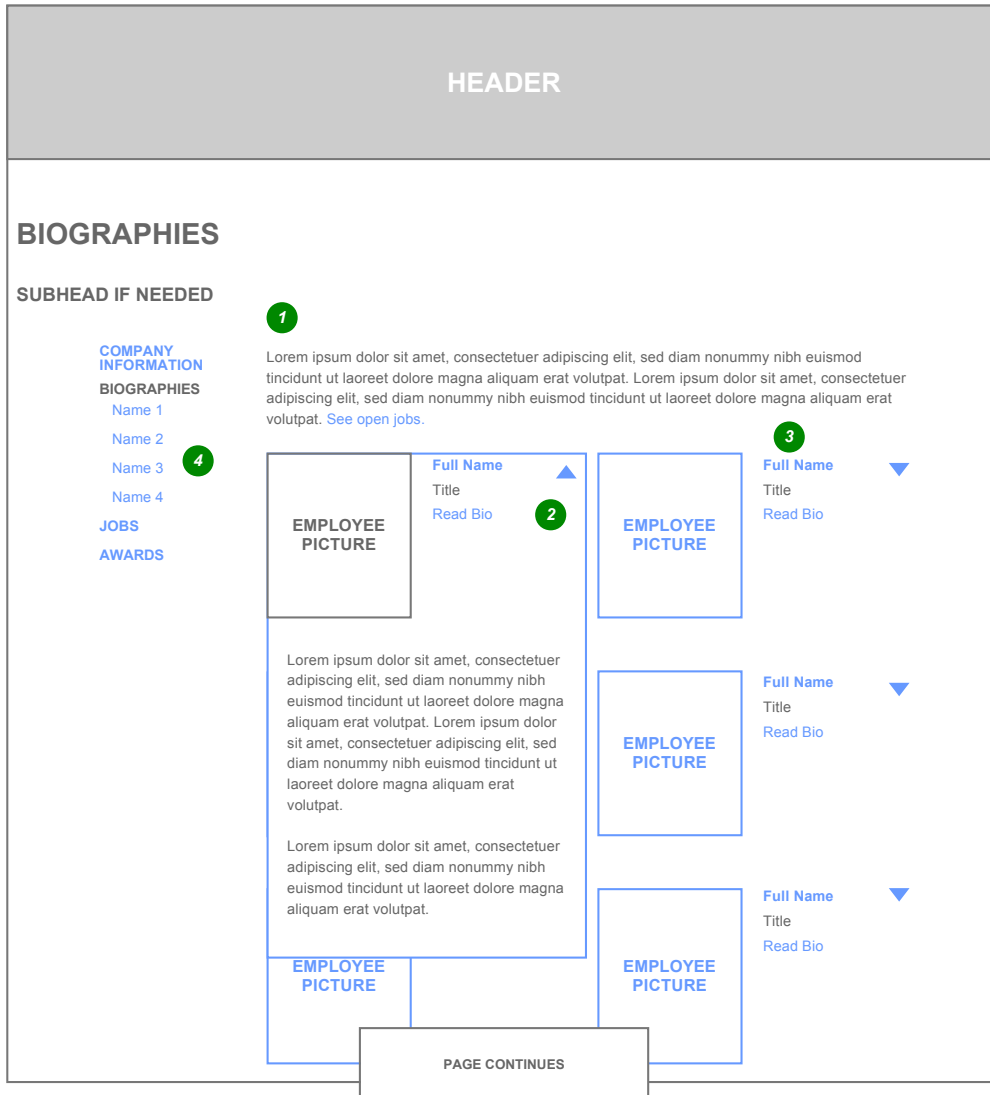 HEADER
BIOGRAPHIES
SUBHEAD IF NEEDED
1
COMPANY
INFORMATION
BIOGRAPHIES
Name 1
Name 2
Name 3
4
Name 4
JOBS
AWARDS
Lorem ipsum dolor sit amet, consectetuer adipiscing elit, sed diam nonummy nibh euismod
tincidunt ut laoreet dolore magna aliquam erat volutpat. Lorem ipsum dolor sit amet, consectetuer
adipiscing elit, sed diam nonummy nibh euismod tincidunt ut laoreet dolore magna aliquam erat
volutpat. See open jobs.
EMPLOYEE
PICTURE
Full Name
Title
Read Bio
2
Lorem ipsum dolor sit amet, consectetuer
adipiscing elit, sed diam nonummy nibh
euismod tincidunt ut laoreet dolore magna
aliquam erat volutpat. Lorem ipsum dolor
sit amet, consectetuer adipiscing elit, sed
diam nonummy nibh euismod tincidunt ut
laoreet dolore magna aliquam erat
volutpat.
Lorem ipsum dolor sit amet, consectetuer
adipiscing elit, sed diam nonummy nibh
euismod tincidunt ut laoreet dolore magna
aliquam erat volutpat.
EMPLOYEE
PICTURE
3
EMPLOYEE
PICTURE
Full Name
Title
Read Bio
EMPLOYEE
PICTURE
Full Name
Title
Read Bio
EMPLOYEE
PICTURE
Full Name
Title
Read Bio
PAGE CONTINUES